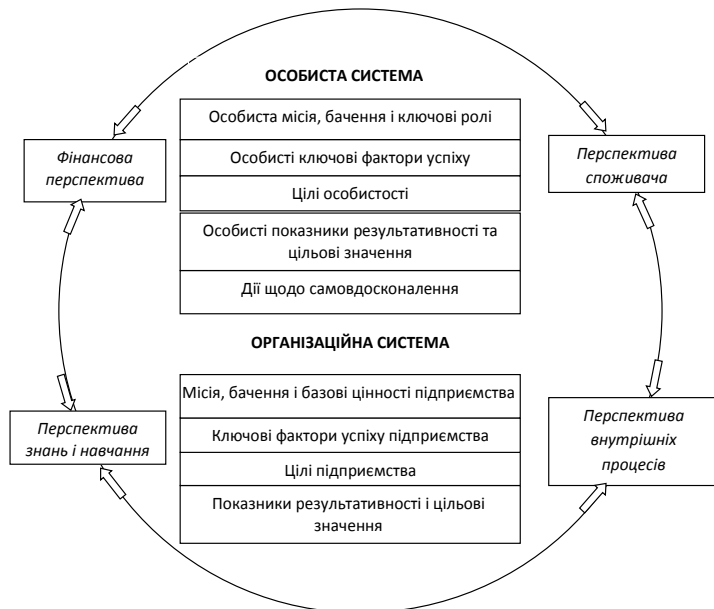 ОСОБИСТА СИСТЕМА
Особиста місія, бачення і ключові ролі
Особисті ключові фактори успіху
Цілі особистості
Особисті показники результативності та
цільові значення
Дії щодо самовдосконалення
Фінансова
перспектива
Перспектива
споживача
ОРГАНІЗАЦІЙНА СИСТЕМА
Місія, бачення і базові цінності підприємства
Ключові фактори успіху підприємства
Цілі підприємства
Показники результативності і цільові
значення
Перспектива
знань і навчання
Перспектива
внутрішніх
процесів